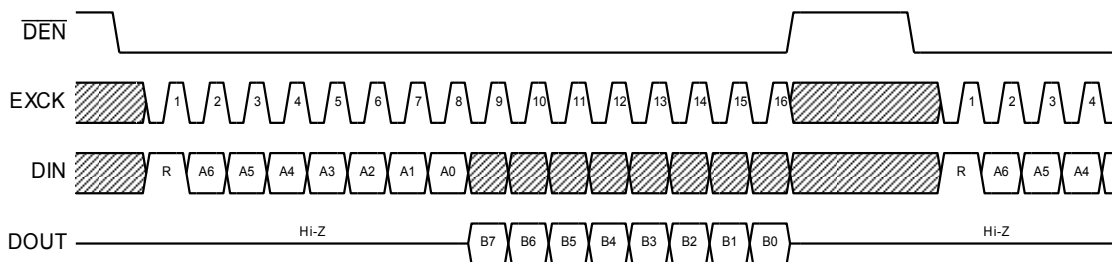 DEN
EXCK 1 2 3 4 5 6 7 8 9 10 11 12 13 14 15 16 1 2 3 4
DIN R A6 A5 A4 A3 A2 A1 A0 R A6 A5 A4
DOUT Hi-Z B7 B6 B5 B4 B3 B2 B1 B0 Hi-Z